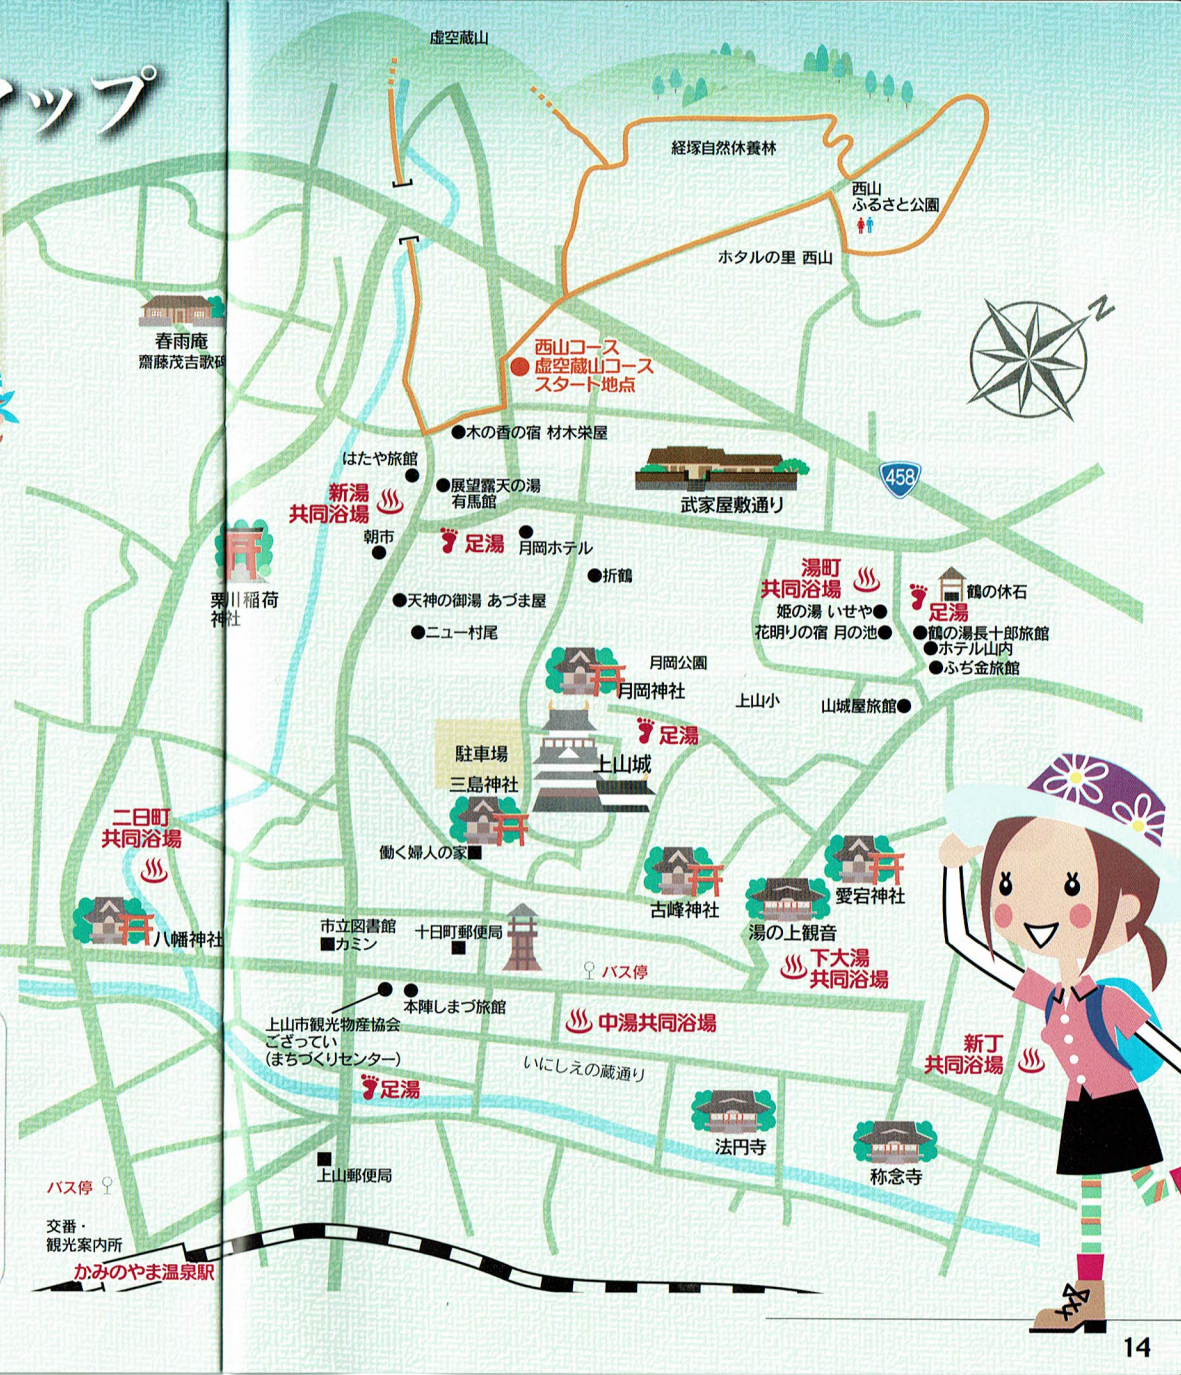 ップ
虚空蔵山
経塚自然休養林
西山
ふるさと公園
ホタルの里 西山
N
春雨庵
齋藤茂吉歌碑
西山コース
虚空蔵山コース
スタート地点
木の香の宿 材木栄屋
はたや旅館
展望露天の湯
有馬館
新湯
共同浴場
武家屋敷通り
458
朝市
足湯
月岡ホテル
折鶴
湯町
共同浴場
鶴の休石
足湯
栗川稲荷
神社
天神の御湯 あづま屋
姫の湯 いせや
花明りの宿 月の池
鶴の湯長十郎旅館
ホテル山内
ふぢ金旅館
ニュー村尾
月岡公園
月岡神社
上山小
山城屋旅館
足湯
駐車場
上山城
三島神社
二日町
共同浴場
働く婦人の家
古峰神社
愛宕神社
湯の上観音
八幡神社
市立図書館
カミン
十日町郵便局
バス停
下大湯
共同浴場
本陣しまづ旅館
上山市観光物産協会
ござってい
(まちづくりセンター)
中湯共同浴場
いにしえの蔵通り
新丁
共同浴場
足湯
法円寺
称念寺
上山郵便局
バス停
交番・
観光案内所
かみのやま温泉駅
14